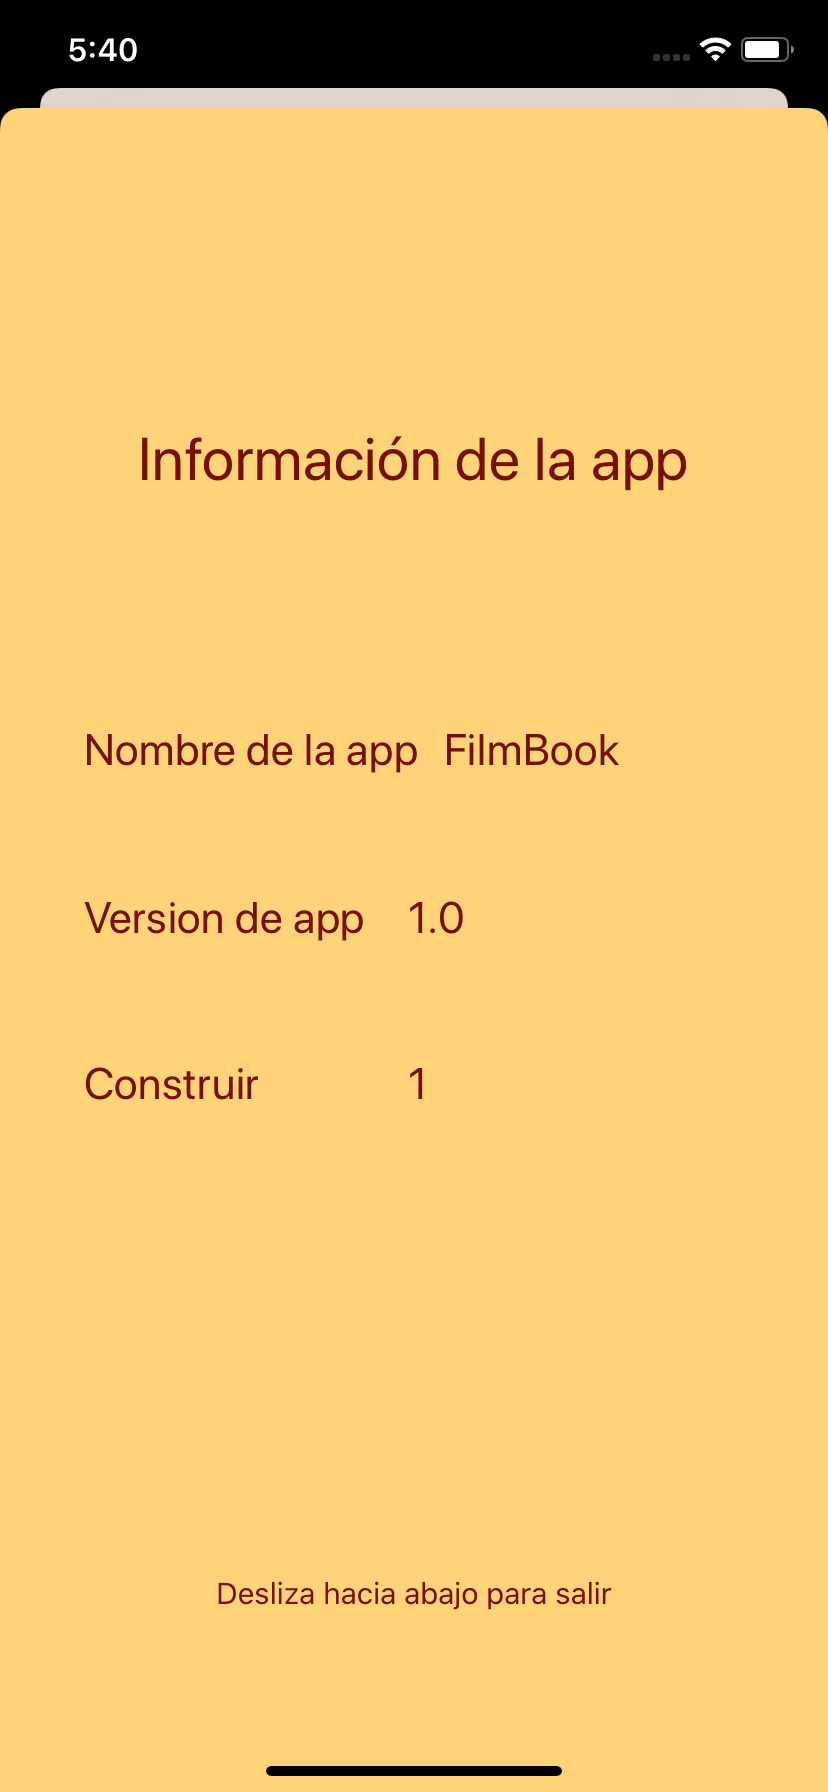 5:40
Información de la app
Nombre de la app FilmBook
Version de app 1.0
Construir 1
Desliza hacia abajo para salir